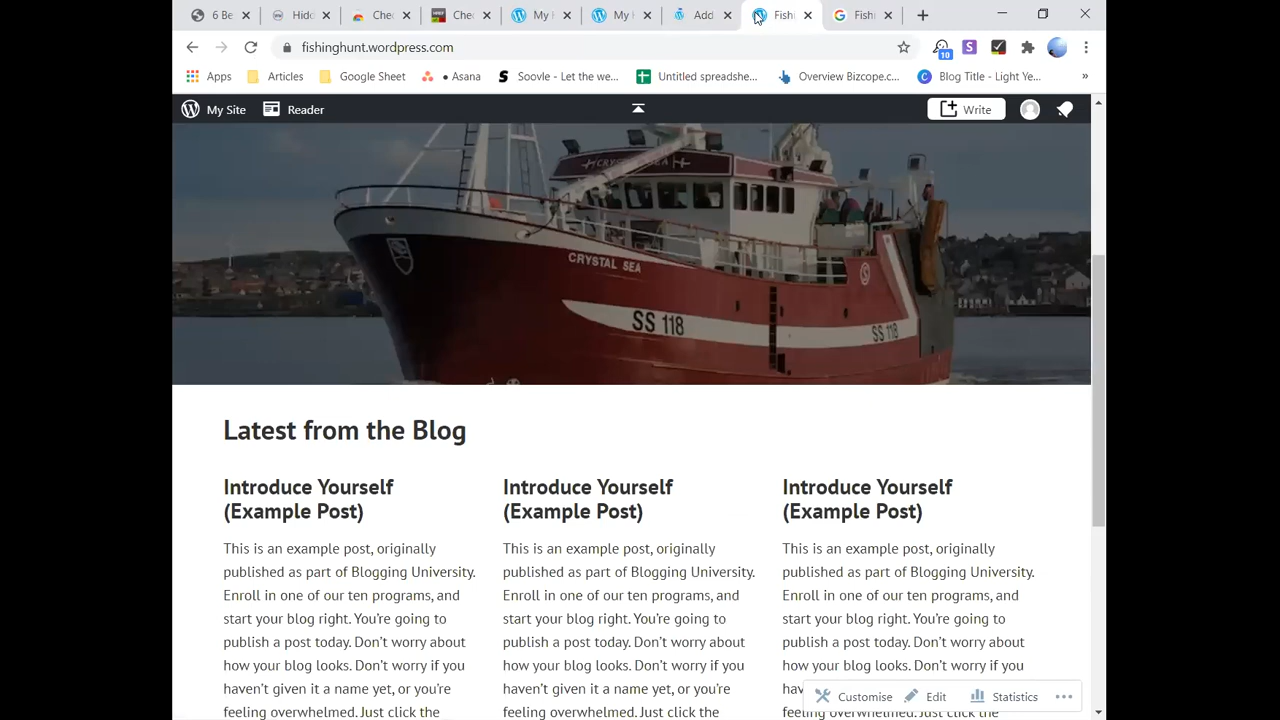 6 Be
Hidd
Chec
Chec
My H
My H
Add
Fishi
Fishi
fishinghunt.wordpress.com
10
S
Apps
Articles
Google Sheet
• Asana
Soovle - Let the we...
Untitled spreadshe...
Overview Bizcope.c...
Blog Title - Light Ye...
»
My Site
Reader
Write
CRYSTAL SEA
CRYSTAL SEA
SS 118
SS 118
Latest from the Blog
Introduce Yourself
(Example Post)
This is an example post, originally
published as part of Blogging University.
Enroll in one of our ten programs, and
start your blog right. You’re going to
publish a post today. Don’t worry about
how your blog looks. Don’t worry if you
haven’t given it a name yet, or you’re
feeling overwhelmed. Just click the
Introduce Yourself
(Example Post)
This is an example post, originally
published as part of Blogging University.
Enroll in one of our ten programs, and
start your blog right. You’re going to
publish a post today. Don’t worry about
how your blog looks. Don’t worry if you
haven’t given it a name yet, or you’re
feeling overwhelmed. Just click the
Introduce Yourself
(Example Post)
This is an example post, originally
published as part of Blogging University.
Enroll in one of our ten programs, and
start your blog right. You’re going to
publish a post today. Don’t worry about
how your blog looks. Don’t worry if you
feeling overwhelmed. Just click the
Customise
Edit
Statistics